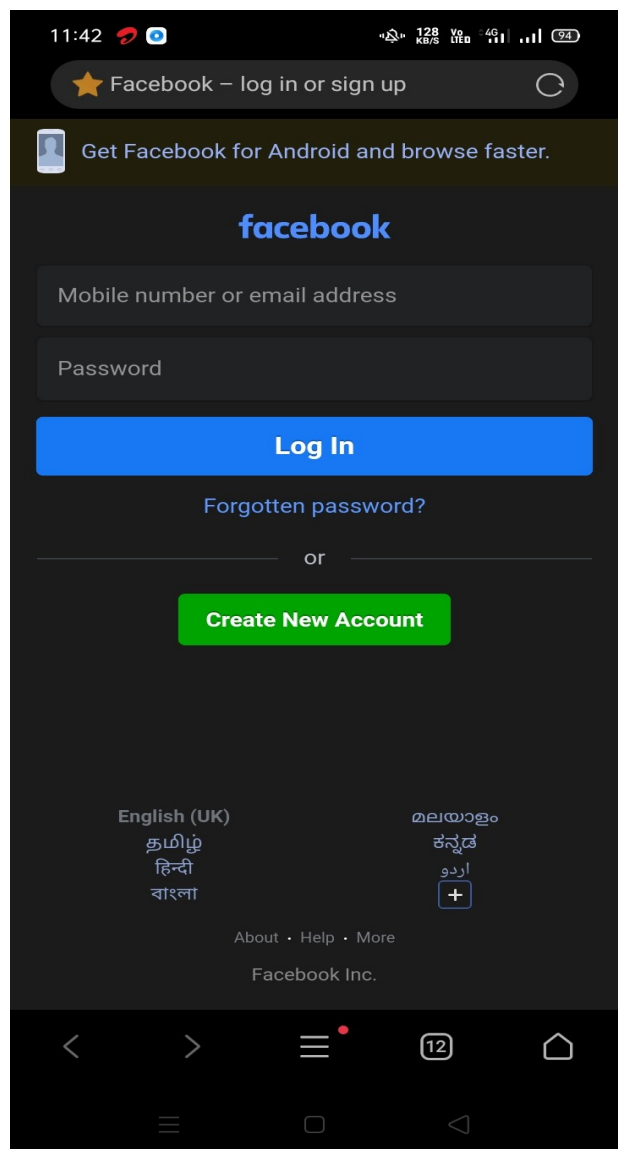 11:42 128 KB/S Vo LTE D 4G 94
Facebook – log in or sign up
Get Facebook for Android and browse faster.
facebook
Mobile number or email address
Password
Log In
Forgotten password?
or
Create New Account
English (UK) മലയാളം
தமிழ் ಕನ್ನಡ
हिन्दी اردو
বাংলা +
About • Help • More
Facebook Inc.
12